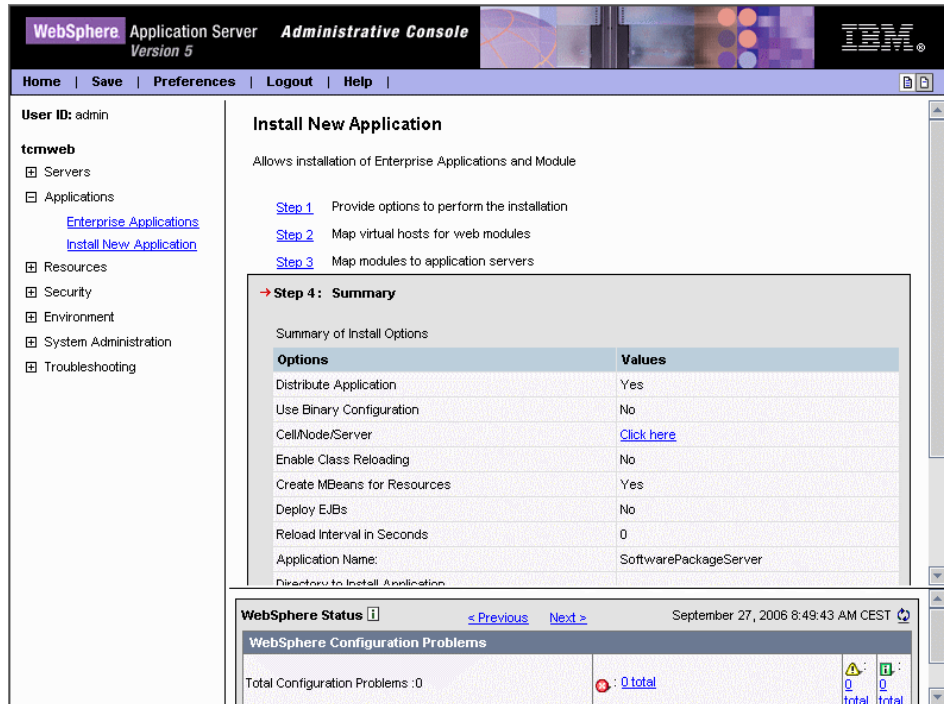 WebSphere Application Server Administrative Console
Version 5
IBM
Home | Save | Preferences | Logout | Help |
User ID: admin
tcmweb
Servers
Applications
Enterprise Applications
Install New Application
Resources
Security
Environment
System Administration
Troubleshooting
Install New Application
Allows installation of Enterprise Applications and Module
Step 1 Provide options to perform the installation
Step 2 Map virtual hosts for web modules
Step 3 Map modules to application servers
Step 4: Summary
Summary of Install Options
Options Values
Distribute Application Yes
Use Binary Configuration No
Cell/Node/Server Click here
Enable Class Reloading No
Create MBeans for Resources Yes
Deploy EJBs No
Reload Interval in Seconds 0
Application Name: SoftwarePackageServer
Directory to Install Application
WebSphere Status i < Previous Next > September 27, 2006 8:49:43 AM CEST
WebSphere Configuration Problems
Total Configuration Problems :0 : 0 total : 0 total : 0 total